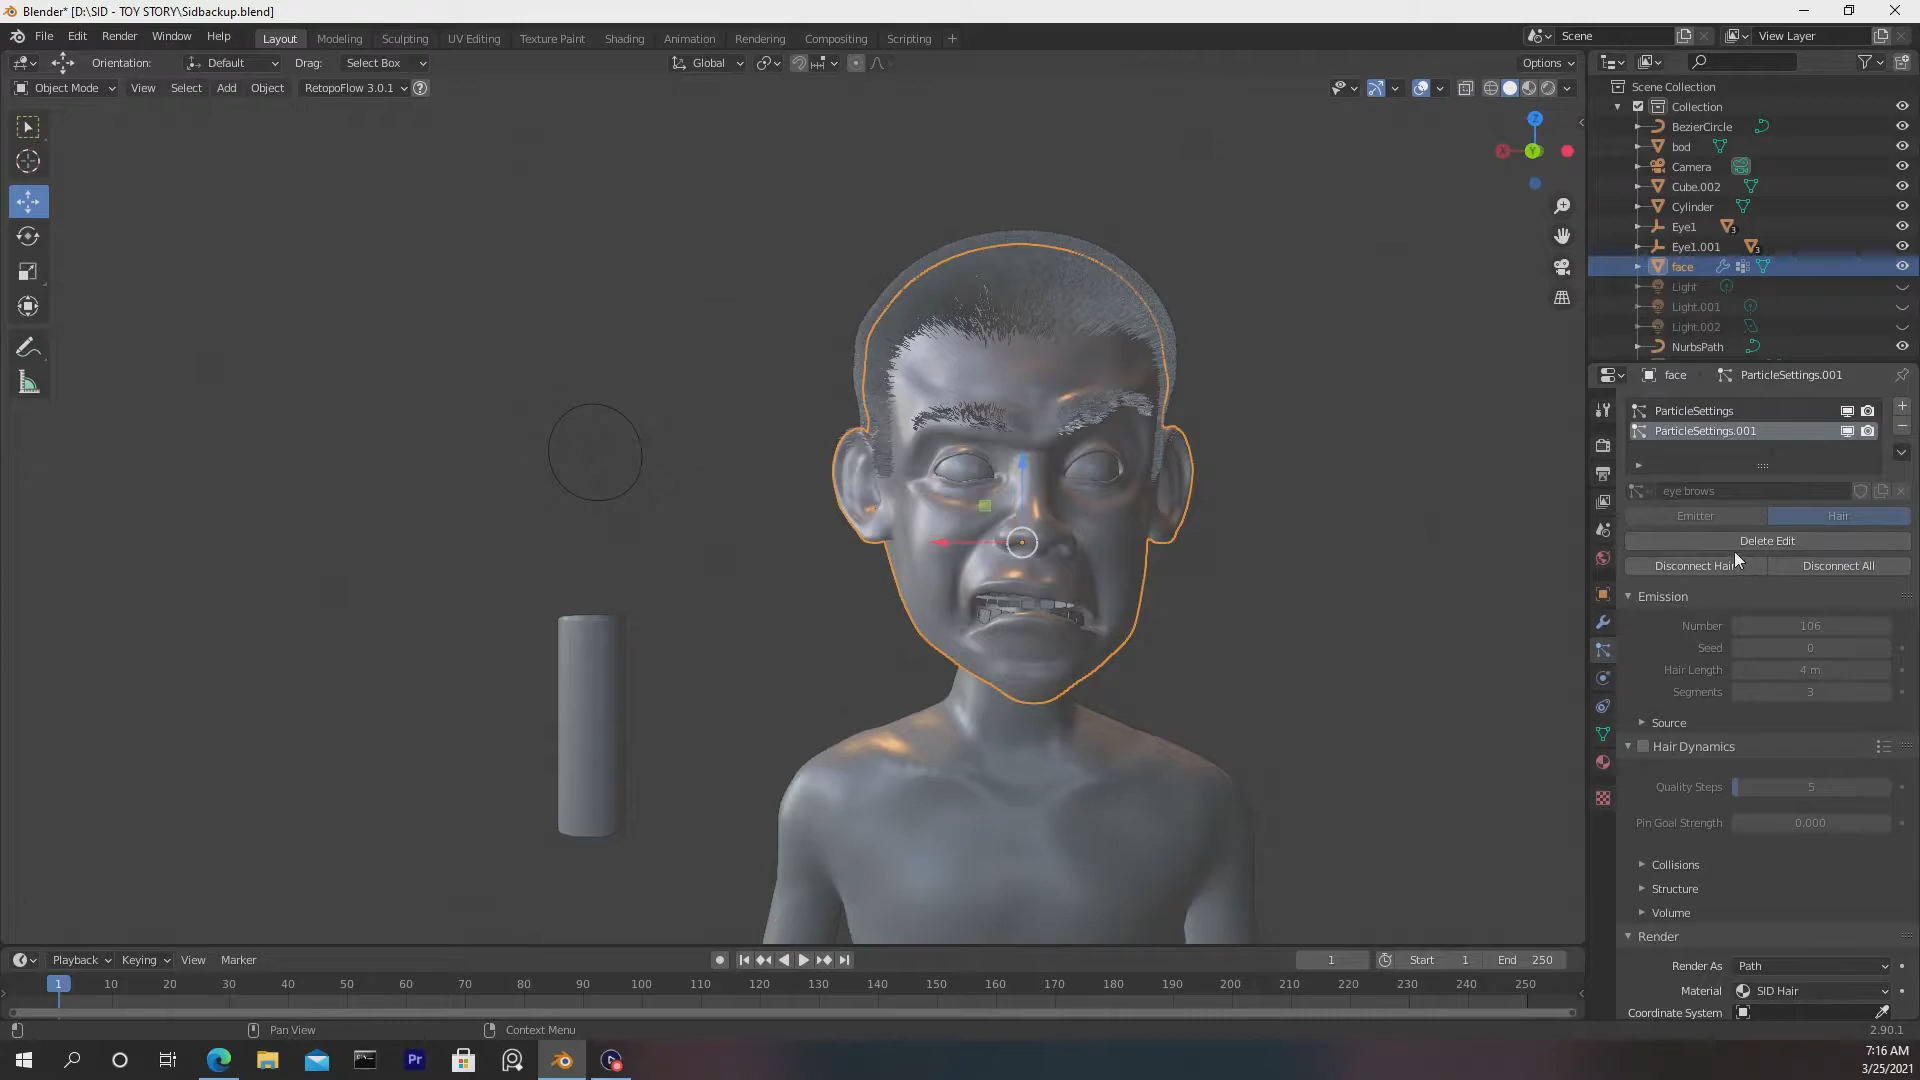 Blender* [D:\SID - TOY STORY\Sidbackup.blend]
File Edit Render Window Help Layout Modeling Sculpting UV Editing Texture Paint Shading Animation Rendering Compositing Scripting + Scene View Layer
Orientation: Default Drag: Select Box Global Options
Object Mode View Select Add Object RetopoFlow 3.0.1 ?
Scene Collection
Collection
BezierCircle
bod
Camera
Cube.002
Cylinder
Eye1 3
Eye1.001 3
face
Light
Light.001
Light.002
NurbsPath
Z
X Y
face ParticleSettings.001
ParticleSettings
ParticleSettings.001
eye brows
Emitter Hair
Delete Edit
Disconnect Hair Disconnect All
Emission
Number 106
Seed 0
Hair Length 4 m
Segments 3
Source
Hair Dynamics
Quality Steps 5
Pin Goal Strength 0.000
Collisions
Structure
Volume
Render
Render As Path
Material SID Hair
Coordinate System
Playback Keying View Marker 1 Start 1 End 250
1 10 20 30 40 50 60 70 80 90 100 110 120 130 140 150 160 170 180 190 200 210 220 230 240 250
Pan View Context Menu 2.90.1
Pr
7:16 AM
3/25/2021